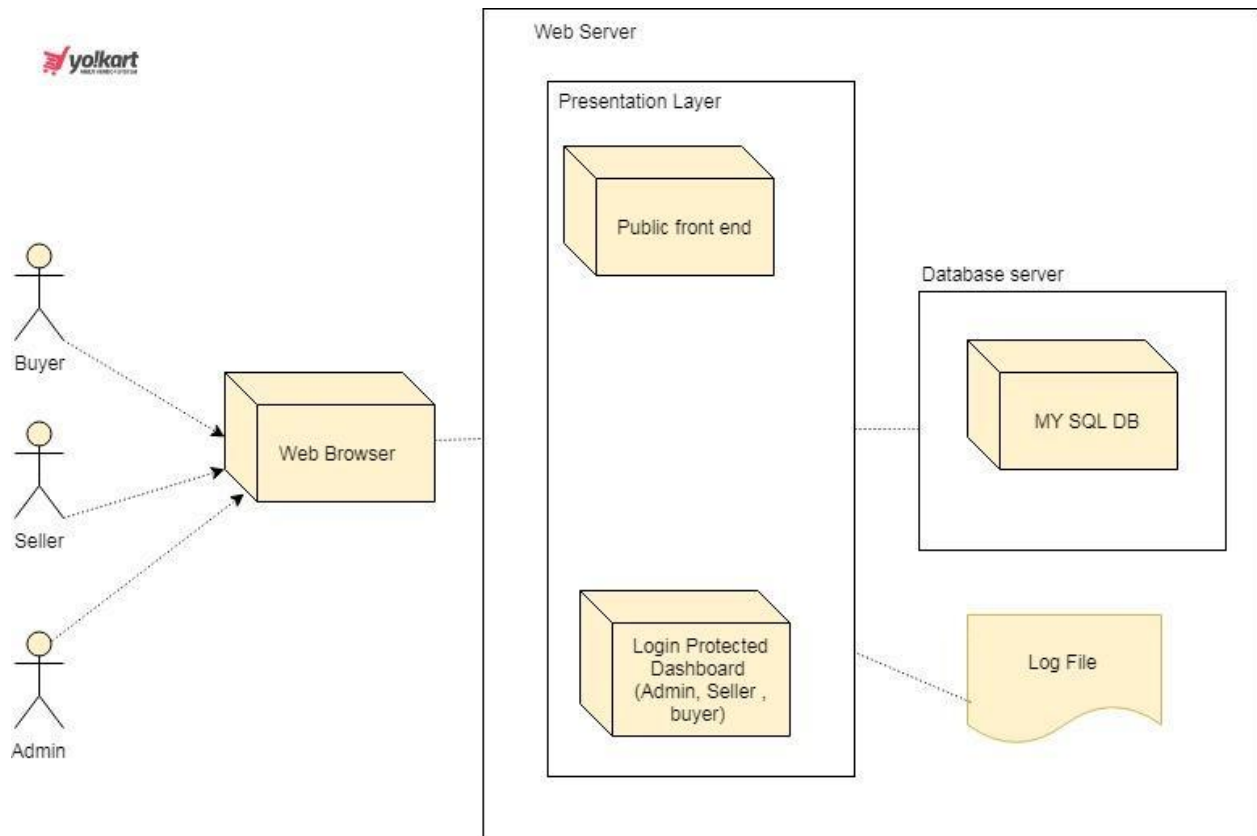 yo!kart
Web Server
Presentation Layer
Public front end
Buyer
Seller
Admin
Web Browser
Database server
MY SQL DB
Login Protected
Dashboard
(Admin, Seller ,
buyer)
Log File